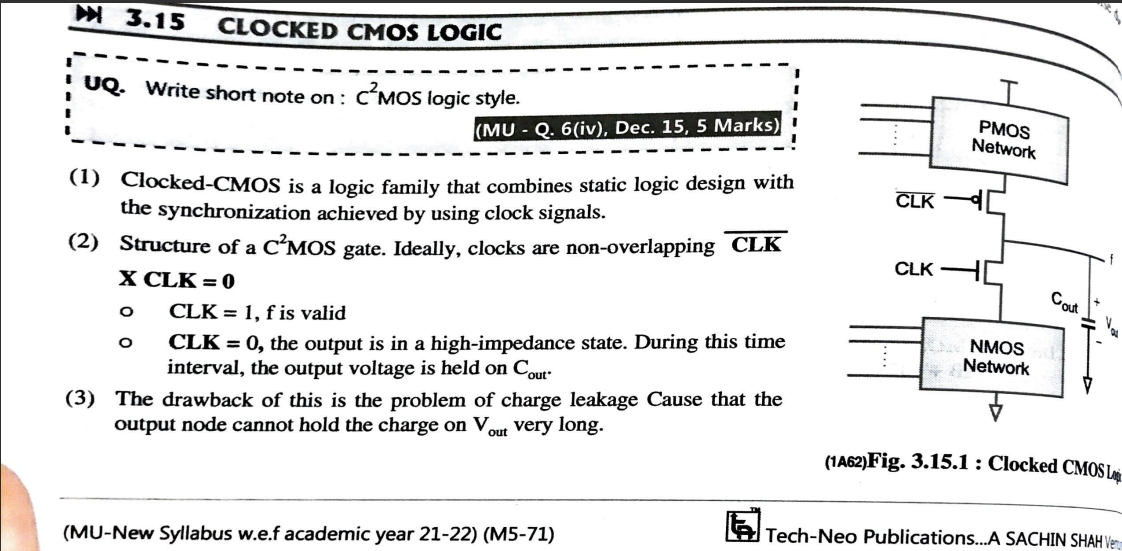 3.15 CLOCKED CMOS LOGIC
UQ. Write short note on : C²MOS logic style.
(MU - Q. 6(iv), Dec. 15, 5 Marks)
(1) Clocked-CMOS is a logic family that combines static logic design with
the synchronization achieved by using clock signals.
(2) Structure of a C²MOS gate. Ideally, clocks are non-overlapping C̅L̅K̅
X CLK = 0
o CLK = 1, f is valid
o CLK = 0, the output is in a high-impedance state. During this time
interval, the output voltage is held on Cout.
(3) The drawback of this is the problem of charge leakage Cause that the
output node cannot hold the charge on Vout very long.
PMOS
Network
C̅L̅K̅
f
CLK
Cout
+
Vout
-
NMOS
Network
(1A62)Fig. 3.15.1 : Clocked CMOS
(MU-New Syllabus w.e.f academic year 21-22) (M5-71)
TM
Tech-Neo Publications...A SACHIN SHAH